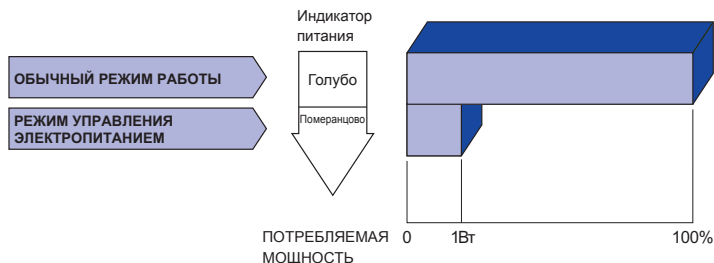 Индикатор
питания
ОБЫЧНЫЙ РЕЖИМ РАБОТЫ
Голубо
РЕЖИМ УПРАВЛЕНИЯ
ЭЛЕКТРОПИТАНИЕМ
Померанцово
ПОТРЕБЛЯЕМАЯ
МОЩНОСТЬ
0 1Вт 100%